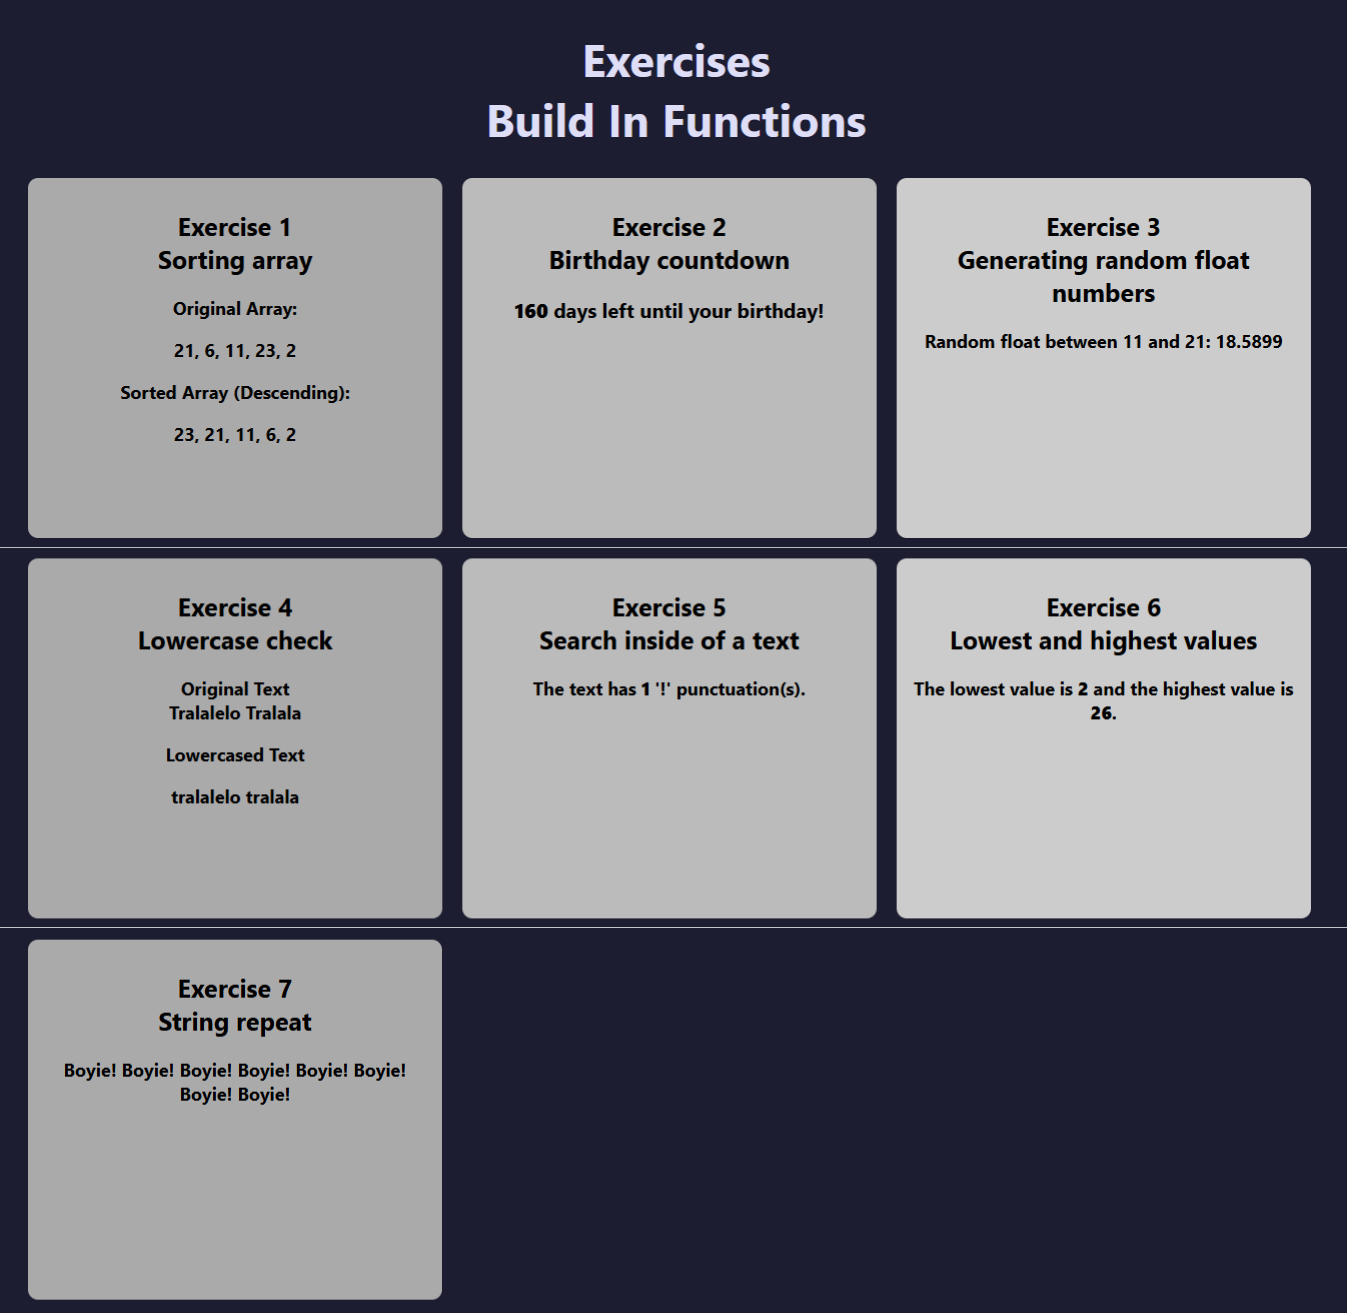 Exercises
Build In Functions
Exercise 1
Sorting array
Original Array:
21, 6, 11, 23, 2
Sorted Array (Descending):
23, 21, 11, 6, 2
Exercise 2
Birthday countdown
160 days left until your birthday!
Exercise 3
Generating random float
numbers
Random float between 11 and 21: 18.5899
Exercise 4
Lowercase check
Original Text
Tralalelo Tralala
Lowercased Text
tralalelo tralala
Exercise 5
Search inside of a text
The text has 1 '!' punctuation(s).
Exercise 6
Lowest and highest values
The lowest value is 2 and the highest value is
26.
Exercise 7
String repeat
Boyie! Boyie! Boyie! Boyie! Boyie! Boyie!
Boyie! Boyie!